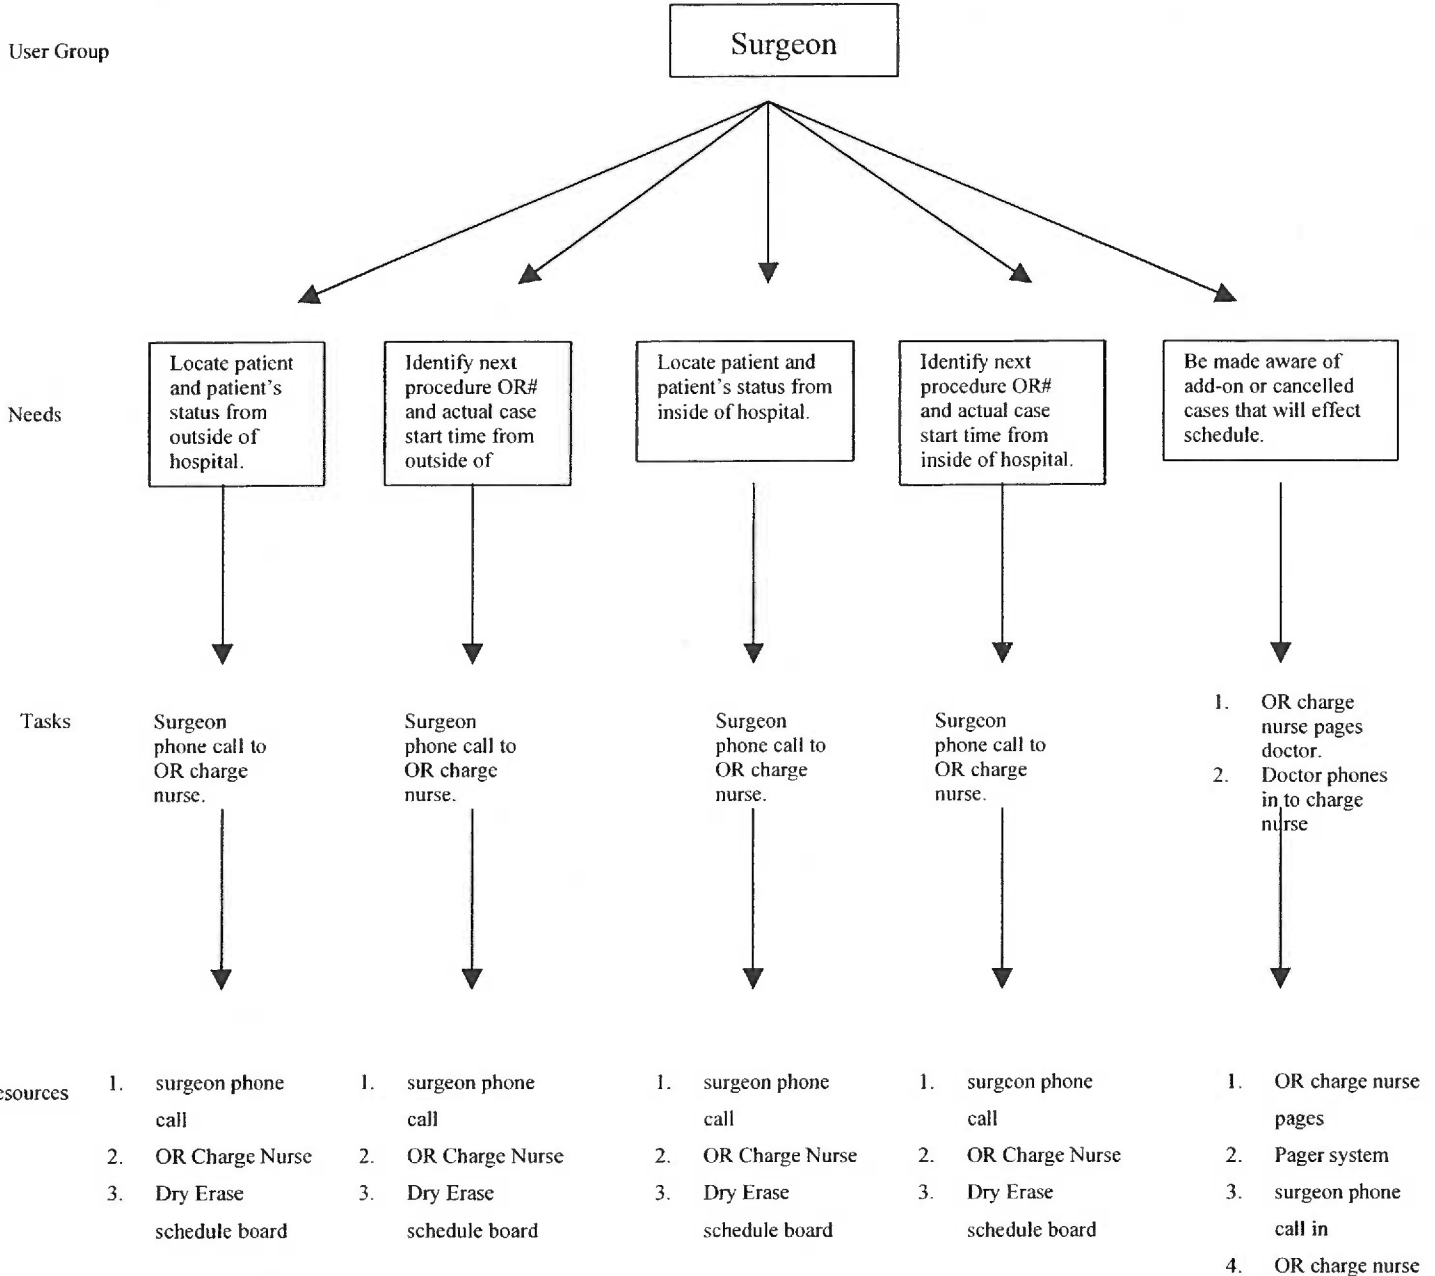 User Group
Surgeon
Needs
Locate patient
and patient's
status from
outside of
hospital.
Identify next
procedure OR#
and actual case
start time from
outside of
Locate patient and
patient's status from
inside of hospital.
Identify next
procedure OR#
and actual case
start time from
inside of hospital.
Be made aware of
add-on or cancelled
cases that will effect
schedule.
Tasks
Surgeon
phone call to
OR charge
nurse.
Surgeon
phone call to
OR charge
nurse.
Surgeon
phone call to
OR charge
nurse.
Surgeon
phone call to
OR charge
nurse.
1. OR charge
nurse pages
doctor.
2. Doctor phones
in to charge
nurse
esources
1. surgeon phone
call
2. OR Charge Nurse
3. Dry Erase
schedule board
1. surgeon phone
call
2. OR Charge Nurse
3. Dry Erase
schedule board
1. surgeon phone
call
2. OR Charge Nurse
3. Dry Erase
schedule board
1. surgeon phone
call
2. OR Charge Nurse
3. Dry Erase
schedule board
1. OR charge nurse
pages
2. Pager system
3. surgeon phone
call in
4. OR charge nurse